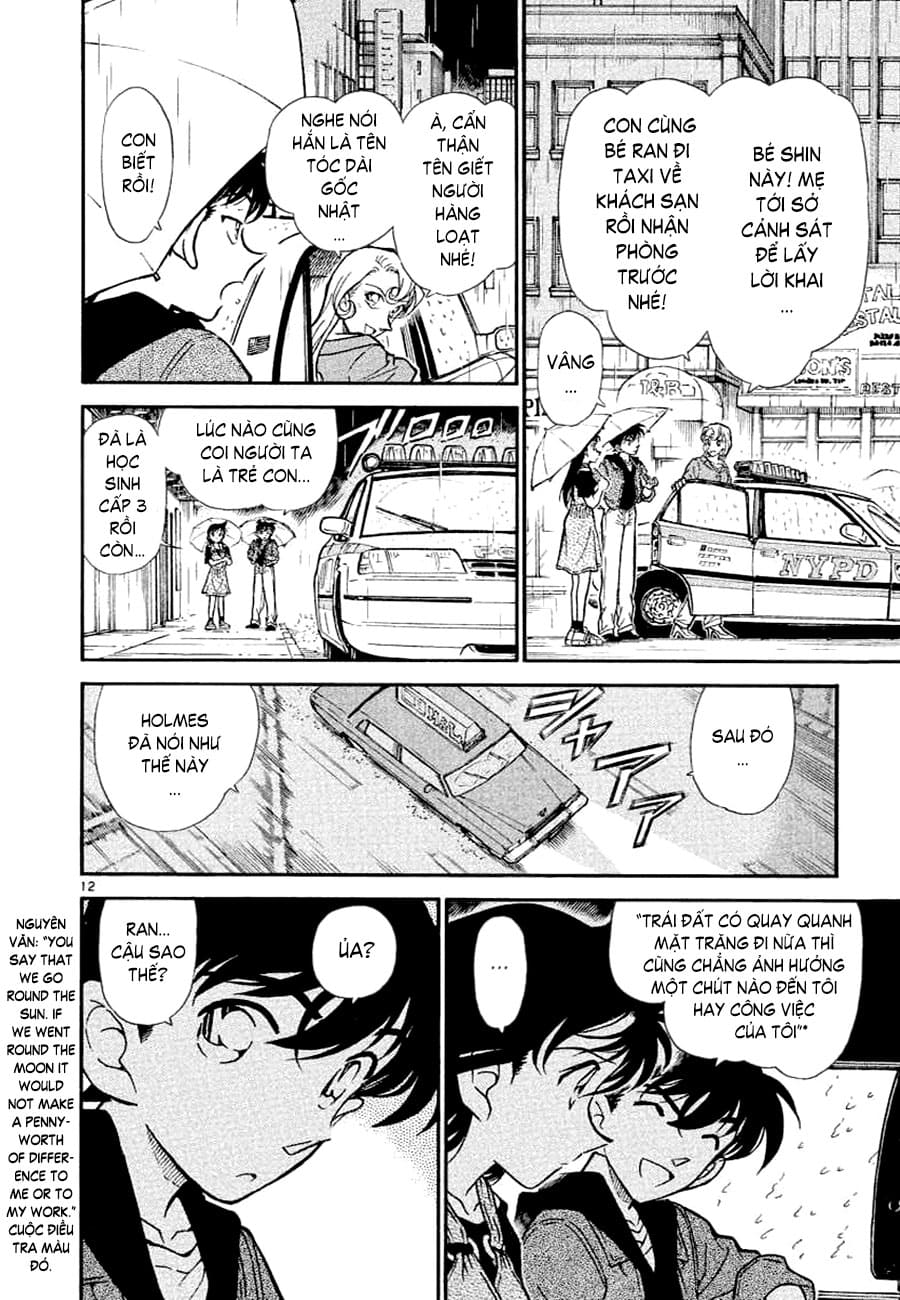 BÉ SHIN
NÀY! MẸ
TỚI SỞ
CẢNH SÁT
ĐỂ LẤY
LỜI KHAI
...
CON CÙNG
BÉ RAN ĐI
TAXI VỀ
KHÁCH SẠN
RỒI NHẬN
PHÒNG
TRƯỚC
NHÉ!
VÂNG
...
NYPD
À, CẨN
THẬN
TÊN GIẾT
NGƯỜI
HÀNG
LOẠT
NHÉ!
NGHE NÓI
HẮN LÀ TÊN
TÓC DÀI
GỐC
NHẬT
...
CON
BIẾT
RỒI!
LÚC NÀO CŨNG
COI NGƯỜI TA
LÀ TRẺ CON...
ĐÃ LÀ
HỌC
SINH
CẤP 3
RỒI
CÒN...
SAU ĐÓ
...
シャアア
HOLMES
ĐÃ NÓI NHƯ
THẾ NÀY
...
12
"TRÁI ĐẤT CÓ QUAY QUANH
MẶT TRĂNG ĐI NỮA THÌ
CŨNG CHẲNG ẢNH HƯỞNG
MỘT CHÚT NÀO ĐẾN TÔI
HAY CÔNG VIỆC
CỦA TÔI"*
...
ỦA?
RAN...
CẬU SAO
THẾ?
NGUYÊN
VĂN: "YOU
SAY THAT
WE GO
ROUND THE
SUN. IF
WE WENT
ROUND THE
MOON IT
WOULD
NOT MAKE
A PENNY-
WORTH
OF DIFFER-
ENCE TO
ME OR TO
MY WORK."
CUỘC ĐIỀU
TRA MÀU
ĐỎ.